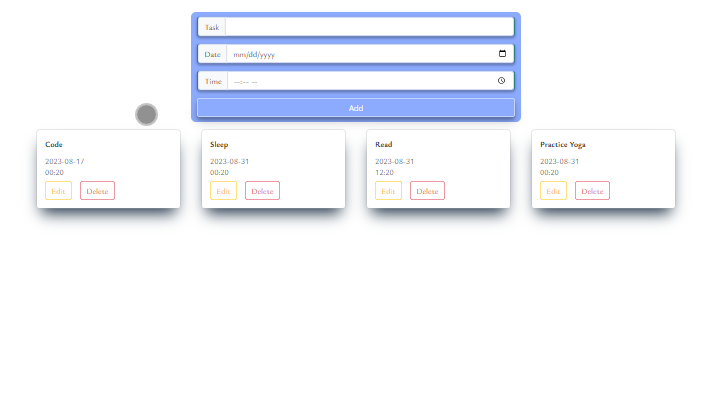 Task
Date mm/dd/yyyy
Time --:-- --
Add
Code
2023-08-17
00:20
Edit Delete
Sleep
2023-08-31
00:20
Edit Delete
Read
2023-08-31
12:20
Edit Delete
Practice Yoga
2023-08-31
00:20
Edit Delete